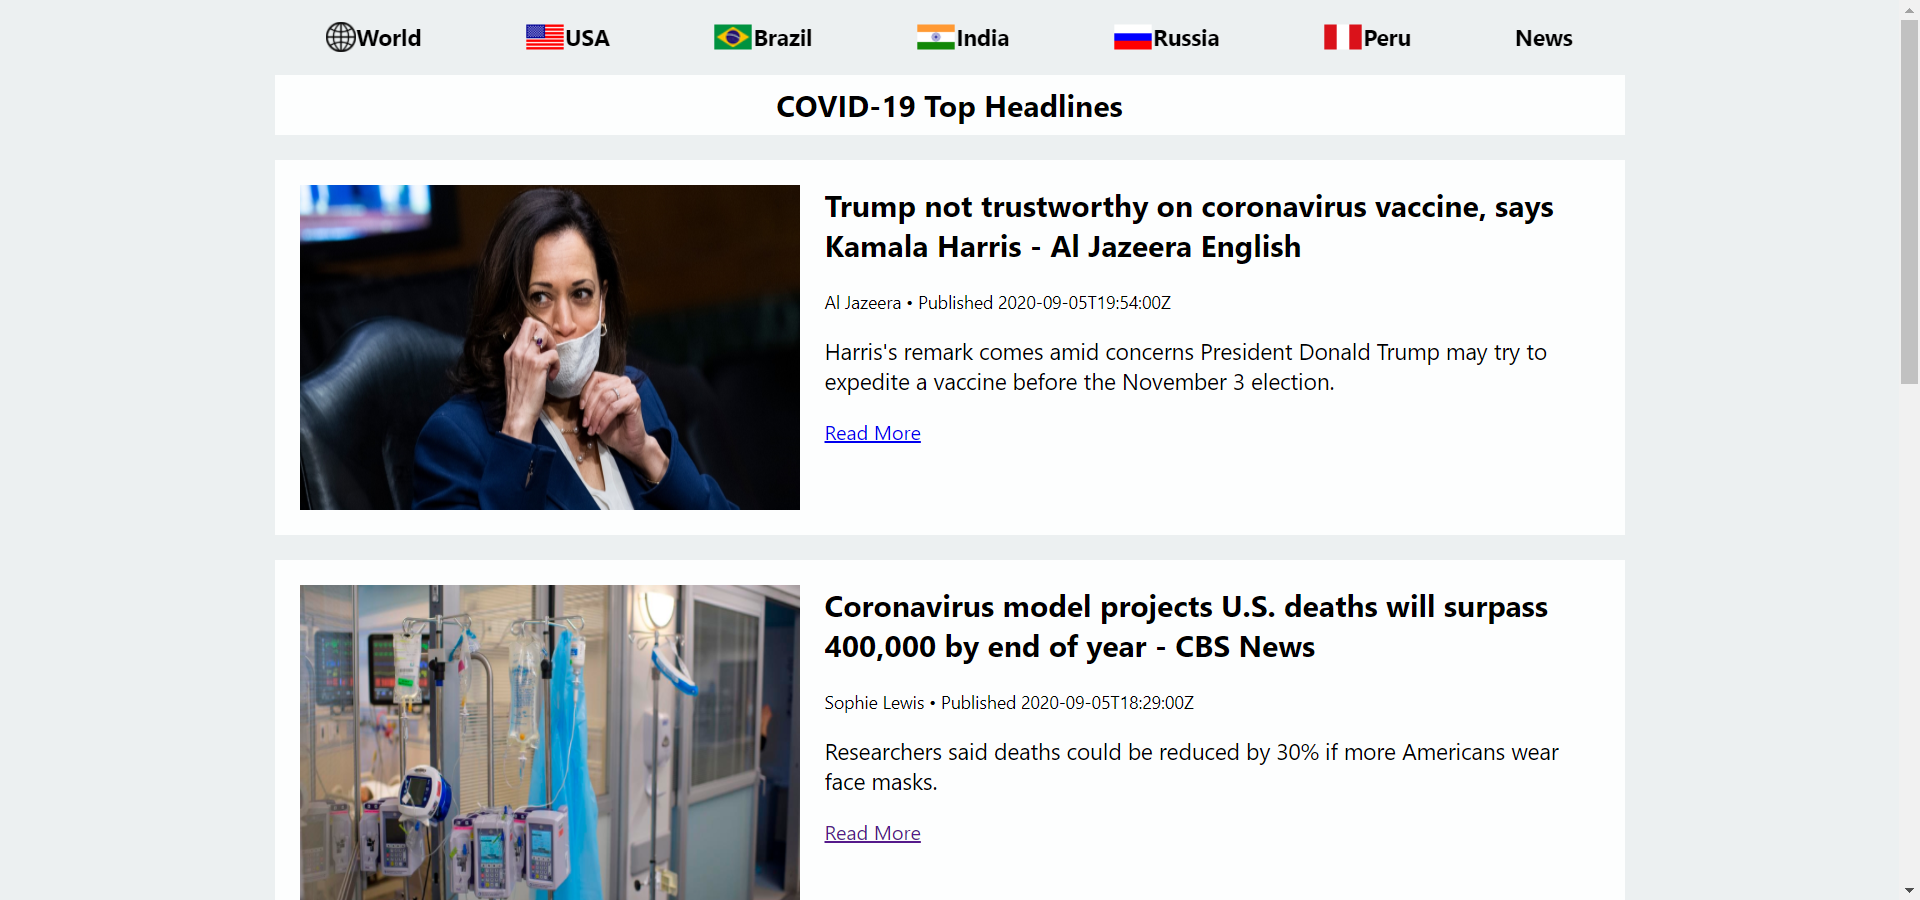 World USA Brazil India Russia Peru News
COVID-19 Top Headlines
Trump not trustworthy on coronavirus vaccine, says
Kamala Harris - Al Jazeera English
Al Jazeera • Published 2020-09-05T19:54:00Z
Harris's remark comes amid concerns President Donald Trump may try to
expedite a vaccine before the November 3 election.
Read More
Coronavirus model projects U.S. deaths will surpass
400,000 by end of year - CBS News
Sophie Lewis • Published 2020-09-05T18:29:00Z
Researchers said deaths could be reduced by 30% if more Americans wear
face masks.
Read More